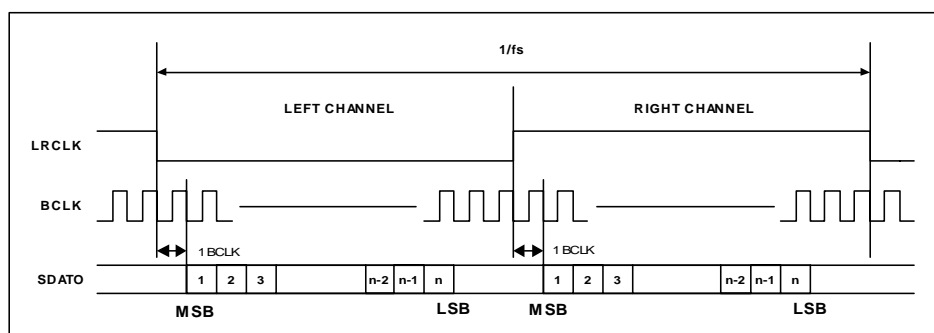 1/fs
LEFT CHANNEL RIGHT CHANNEL
LRCLK
BCLK
1 BCLK 1 BCLK
SDATO 1 2 3 n-2 n-1 n 1 2 3 n-2 n-1 n
MSB LSB MSB LSB